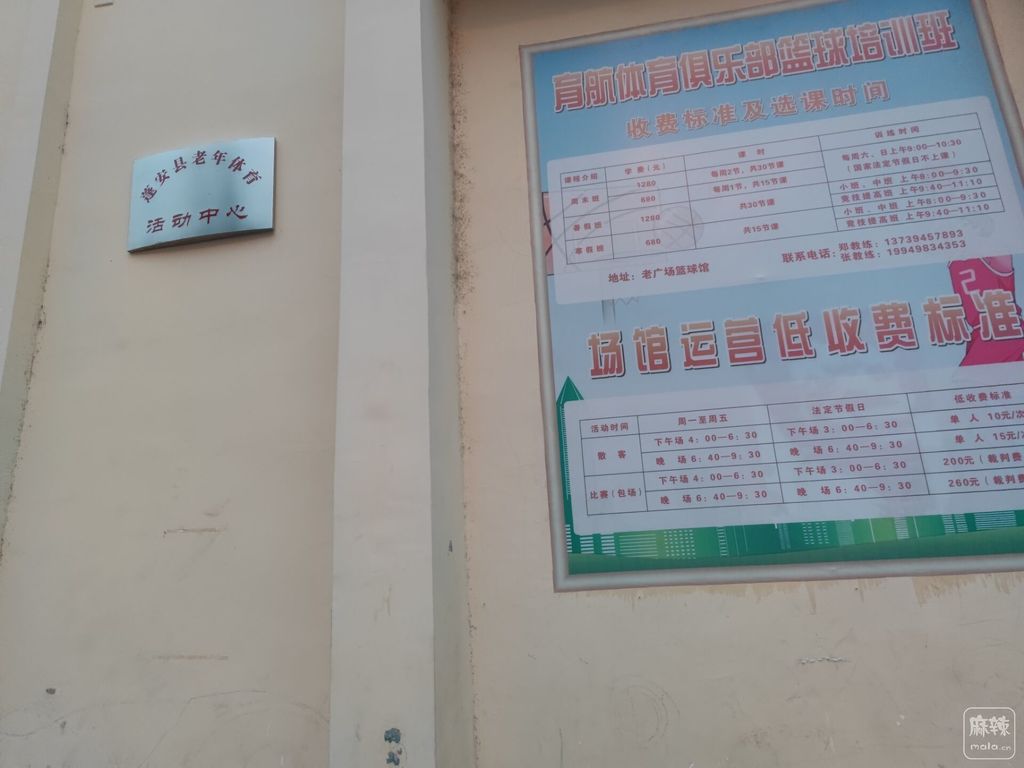 蓬安县老年体育
活动中心
育航体育俱乐部篮球培训班
收费标准及选课时间
课程介绍 学费(元) 课时 训练时间
周末班 1280 每周2节，共30节课 每周六、日上午9:00—10:30
680 每周1节，共15节课 (国家法定节假日不上课)
暑假班 1280 共30节课 小班、中班 上午8:00—9:30
竞技提高班 上午9:40—11:10
寒假班 680 共15节课 小班、中班 上午8:00—9:30
竞技提高班 上午9:40—11:10
地址：老广场篮球馆
联系电话：郑教练：13739457893
张教练：19949834353
场馆运营低收费标准
活动时间 周一至周五 法定节假日 低收费标准
散客 下午场 4：00—6：30 下午场 3：00—6：30 单人 10元/次
晚场 6：40—9：30 晚场 6：40—9：30 单人 15元/
比赛(包场) 下午场 4：00—6：30 下午场 3：00—6：30 200元（裁判费
晚场 6：40—9：30 晚场 6：40—9：30 260元（裁判费
2
麻辣
mala.cn